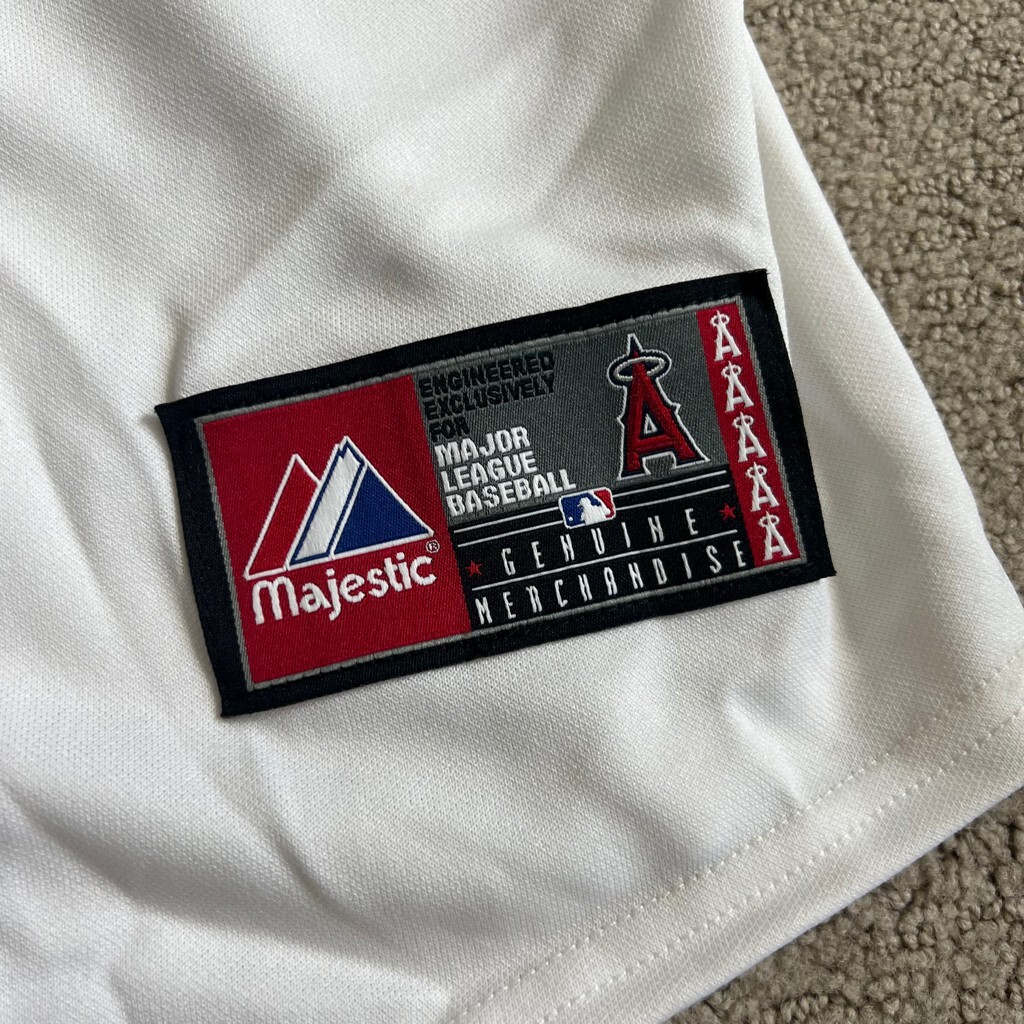 Majestic®
ENGINEERED
EXCLUSIVELY
FOR
MAJOR
LEAGUE
BASEBALL
A
GENUINE
MERCHANDISE
A
A
A
A
A